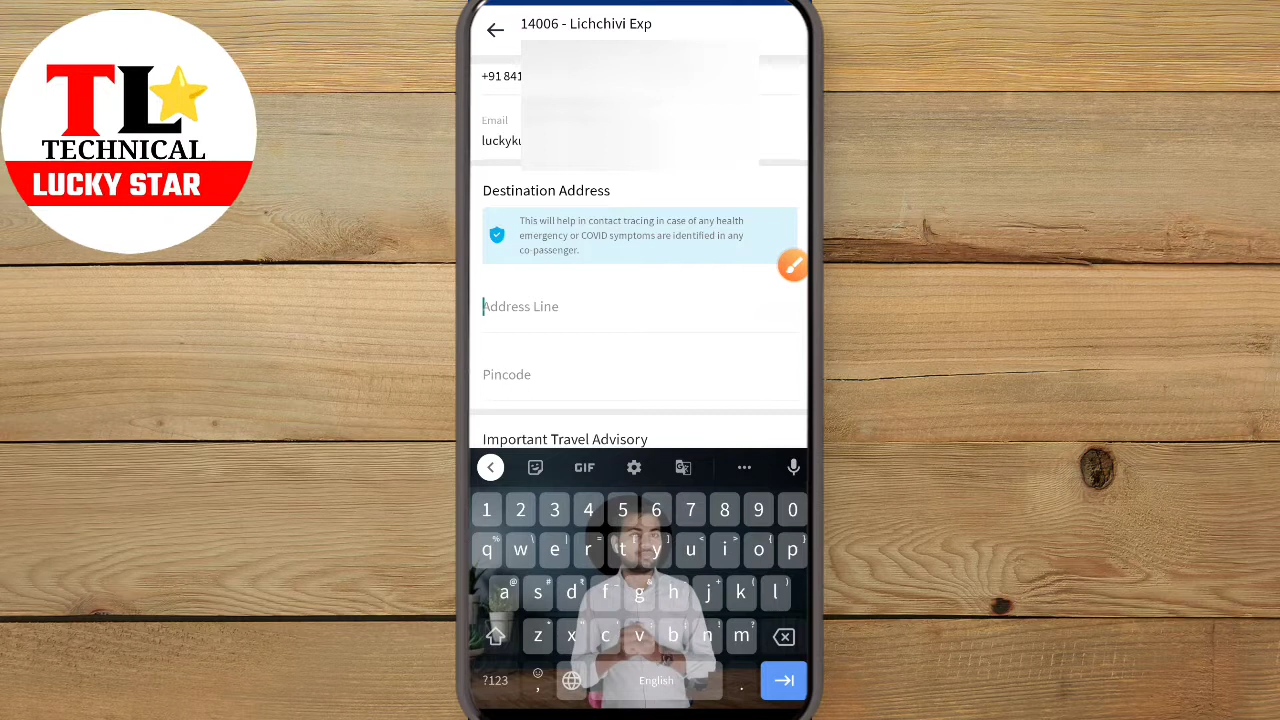 TL
TECHNICAL
LUCKY STAR
14006 - Lichchivi Exp
+91 841
Email
luckyku
Destination Address
This will help in contact tracing in case of any health
emergency or COVID symptoms are identified in any
co-passenger.
Address Line
Pincode
Important Travel Advisory
GIF
1 2 3 4 5 6 7 8 9 0
q w e r t y u i o p
a s d f g h j k l
z x c v b n m
?123 , English .